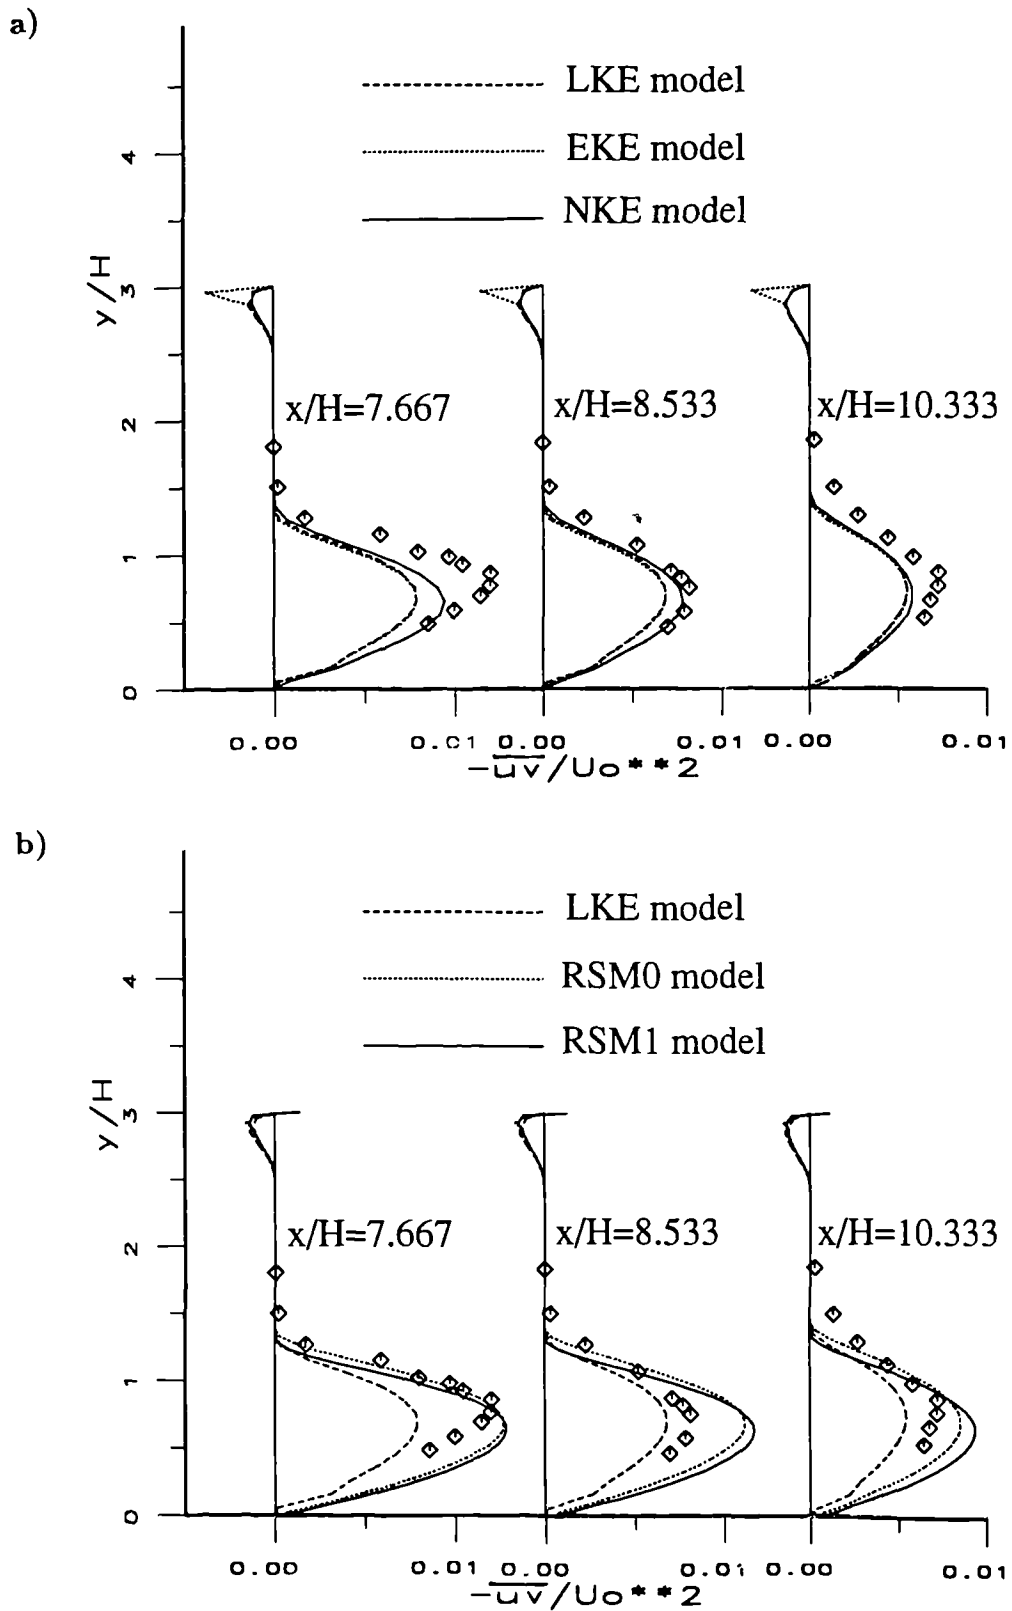 a)
LKE model
EKE model
NKE model
4
y/H
3
x/H=7.667 x/H=8.533 x/H=10.333
2
1
0
0.00 0.01 0.00 0.01 0.00 0.01
-uv/Uo**2
b)
LKE model
RSM0 model
4
RSM1 model
y/H
3
x/H=7.667 x/H=8.533 x/H=10.333
2
1
0
0.00 0.01 0.00 0.01 0.00 0.01
-uv/Uo**2